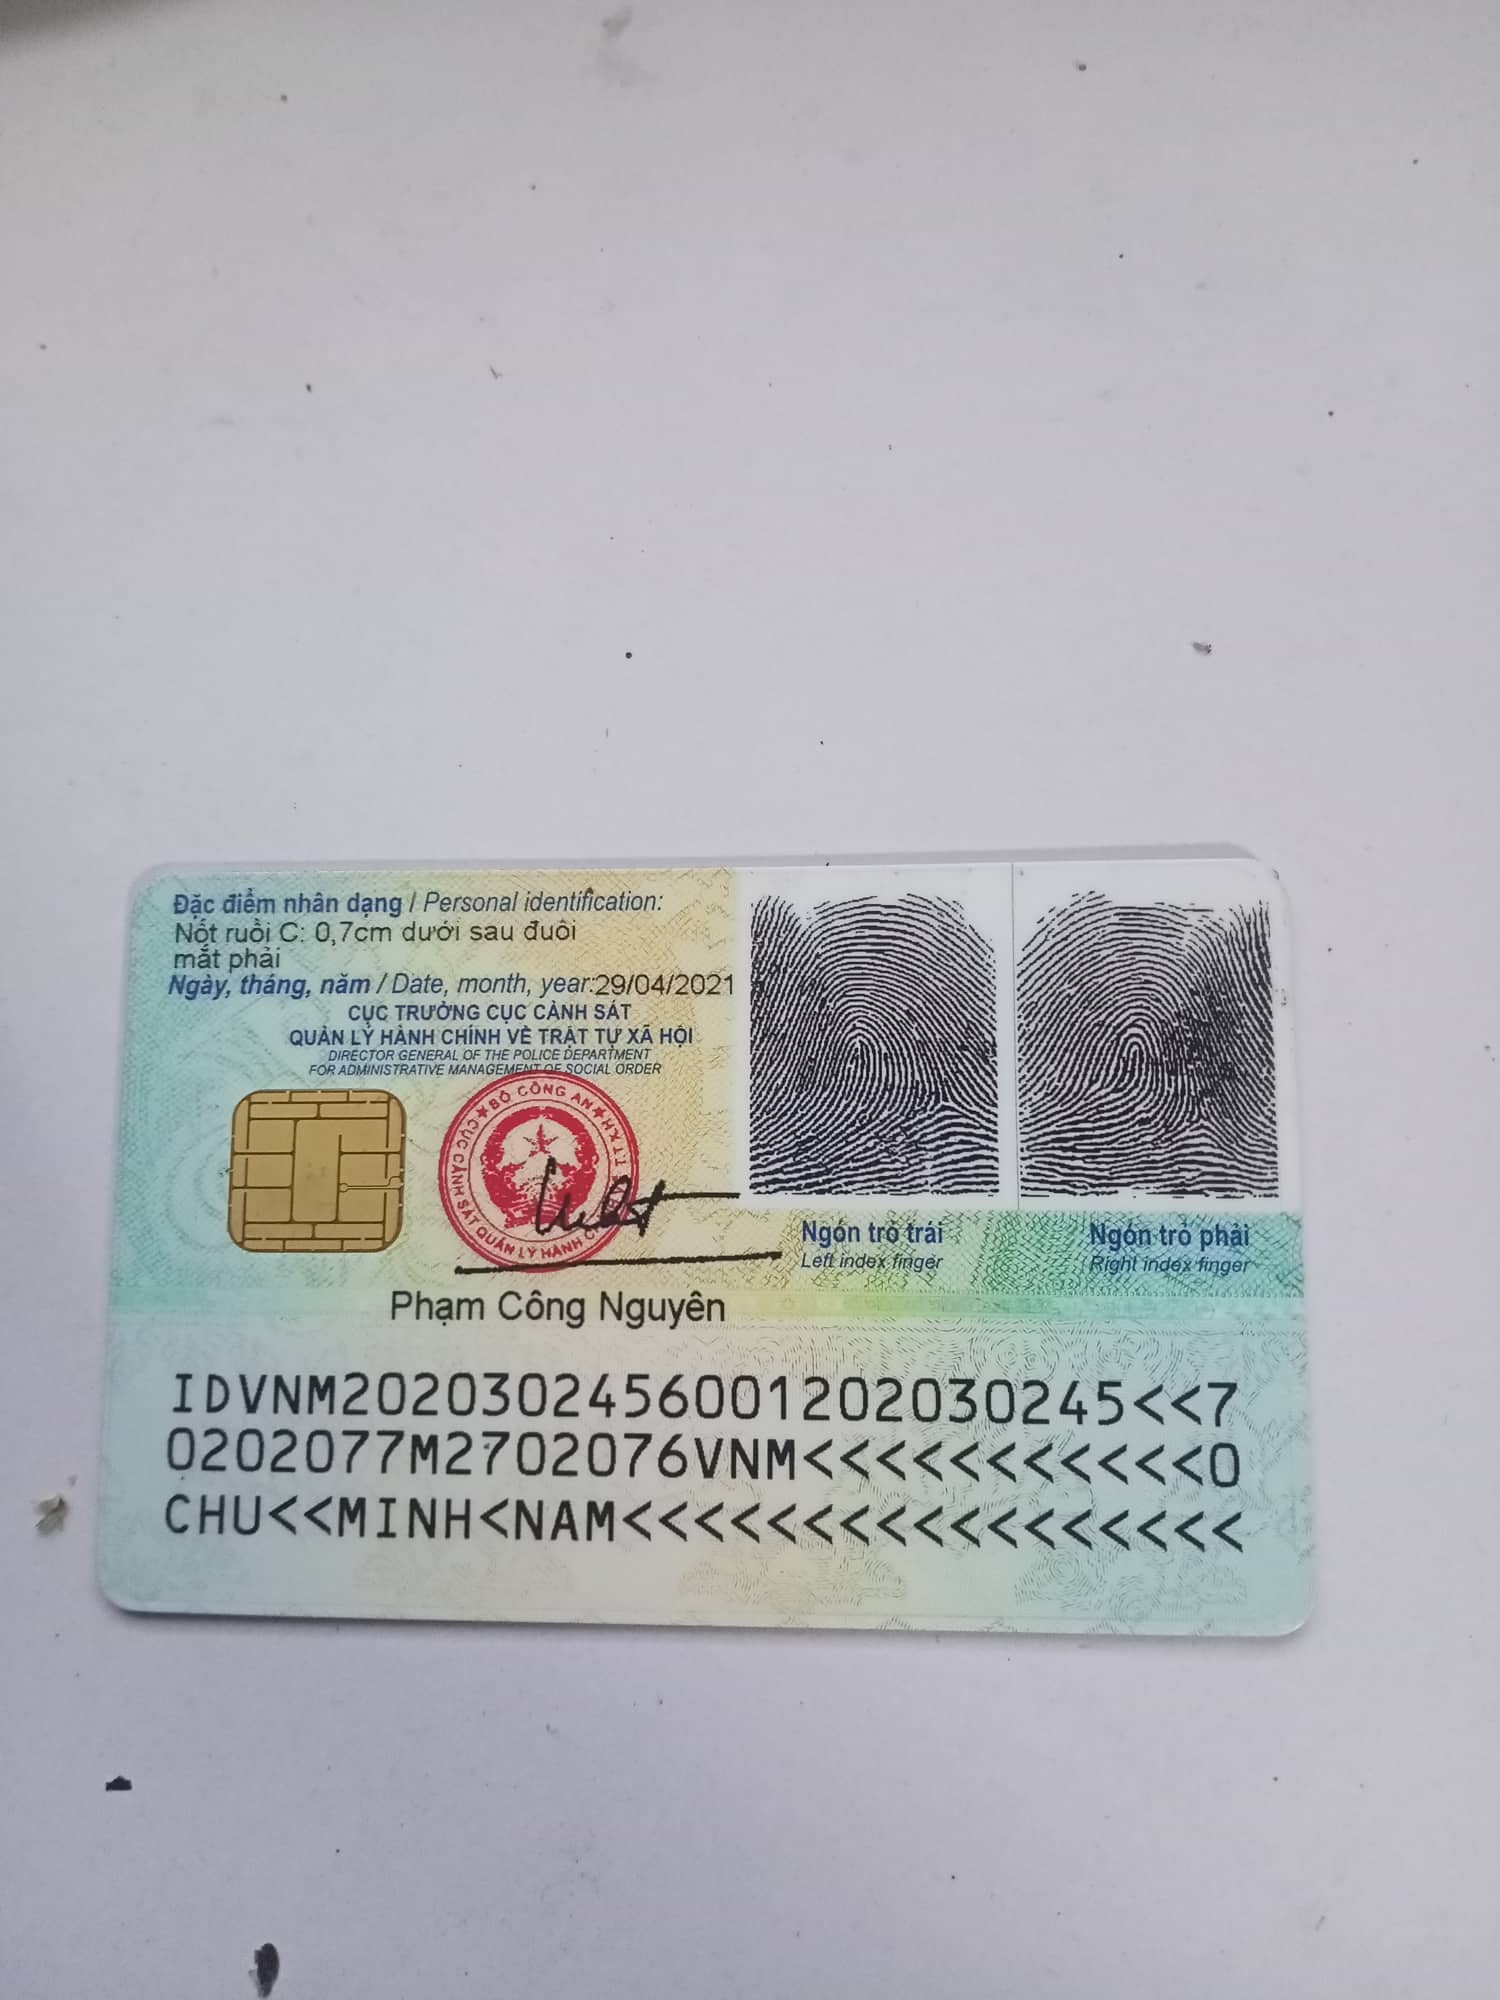 Đặc điểm nhân dạng / Personal identification:
Nốt ruồi C: 0,7cm dưới sau đuôi
mắt phải
Ngày, tháng, năm / Date, month, year:29/04/2021
CỤC TRƯỞNG CỤC CẢNH SÁT
QUẢN LÝ HÀNH CHÍNH VỀ TRẬT TỰ XÃ HỘI
DIRECTOR GENERAL OF THE POLICE DEPARTMENT
FOR ADMINISTRATIVE MANAGEMENT OF SOCIAL ORDER
BỘ CÔNG AN
CỤC CẢNH SÁT QUẢN LÝ HÀNH
Ngón trỏ trái
Left index finger
Ngón trỏ phải
Right index finger
Phạm Công Nguyên
IDVNM2020302456001202030245<<7
0202077M2702076VNM<<<<<<<<<<<0
CHU<<MINH<NAM<<<<<<<<<<<<<<<<<